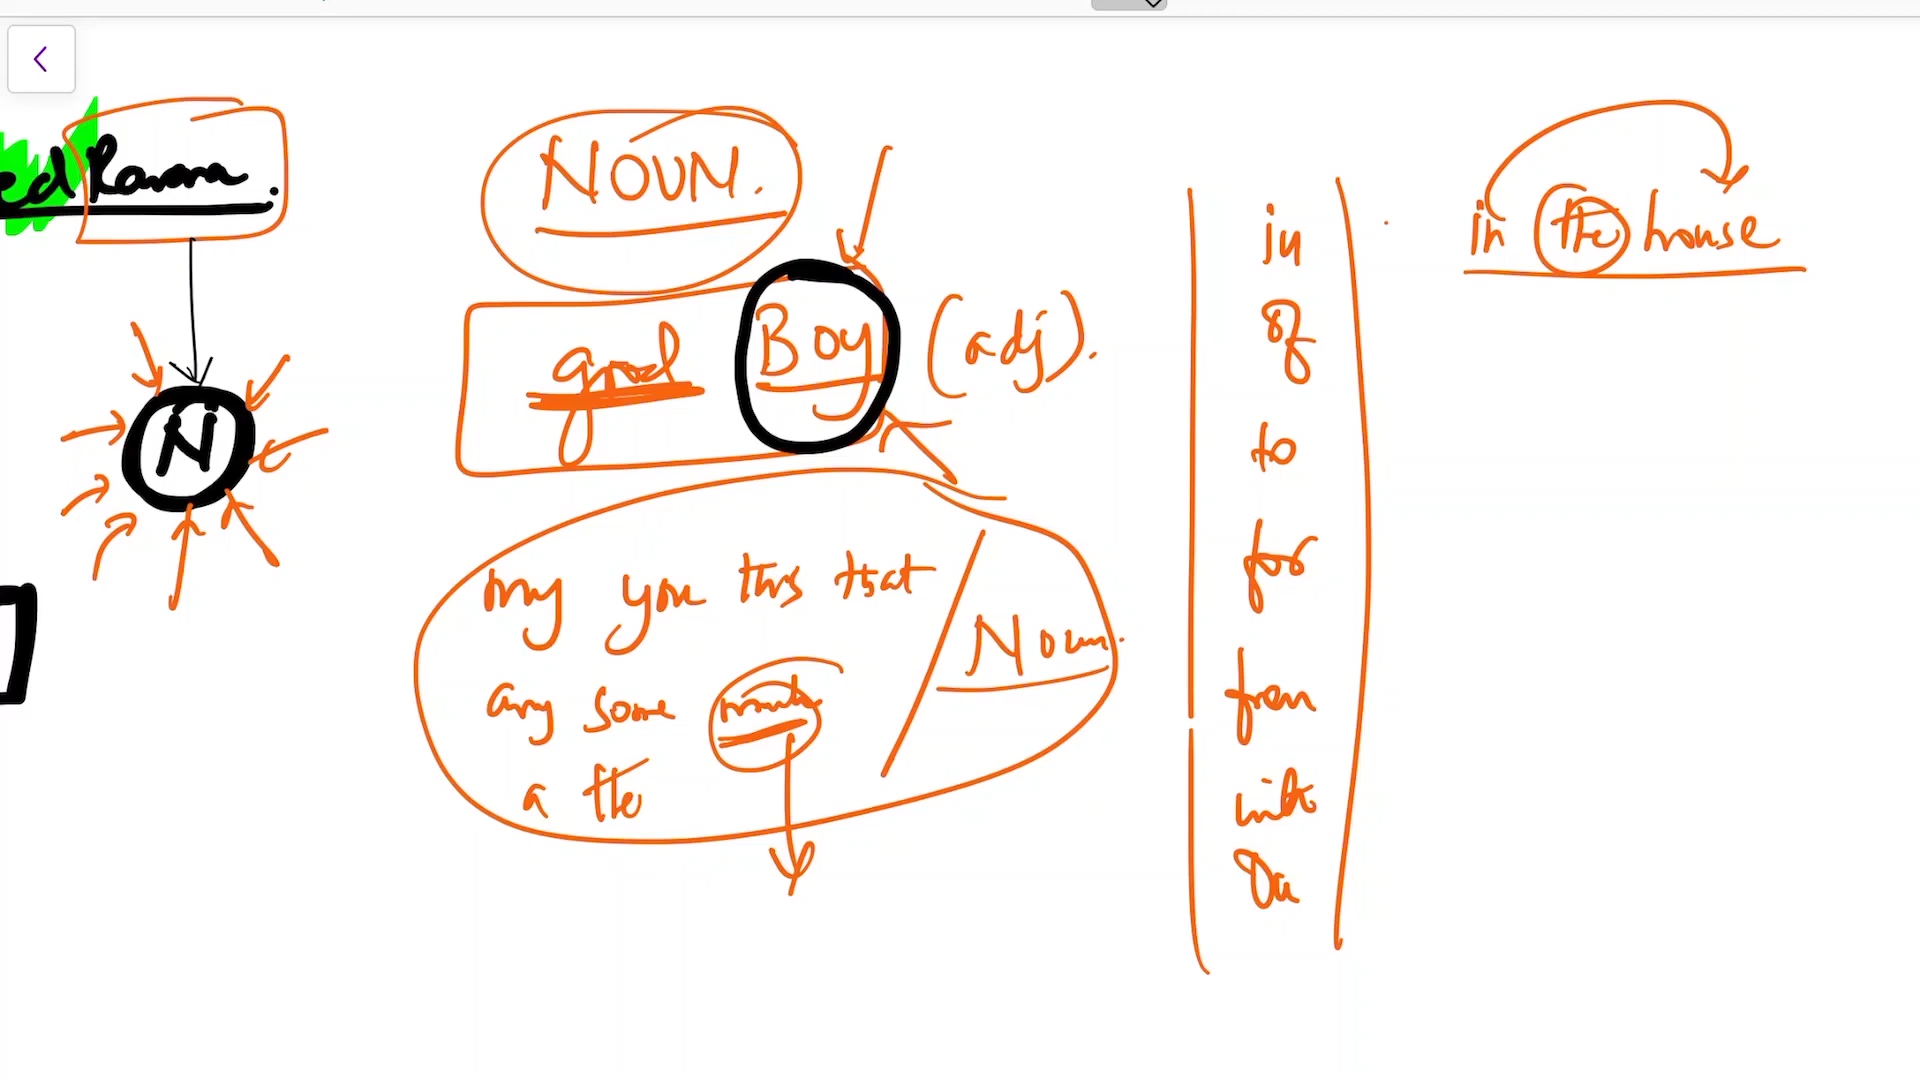 ed Ravana.
N
NOUN.
good Boy (adj).
my you this that
any some
a the
Noun.
in
of
to
for
from
with
in the house